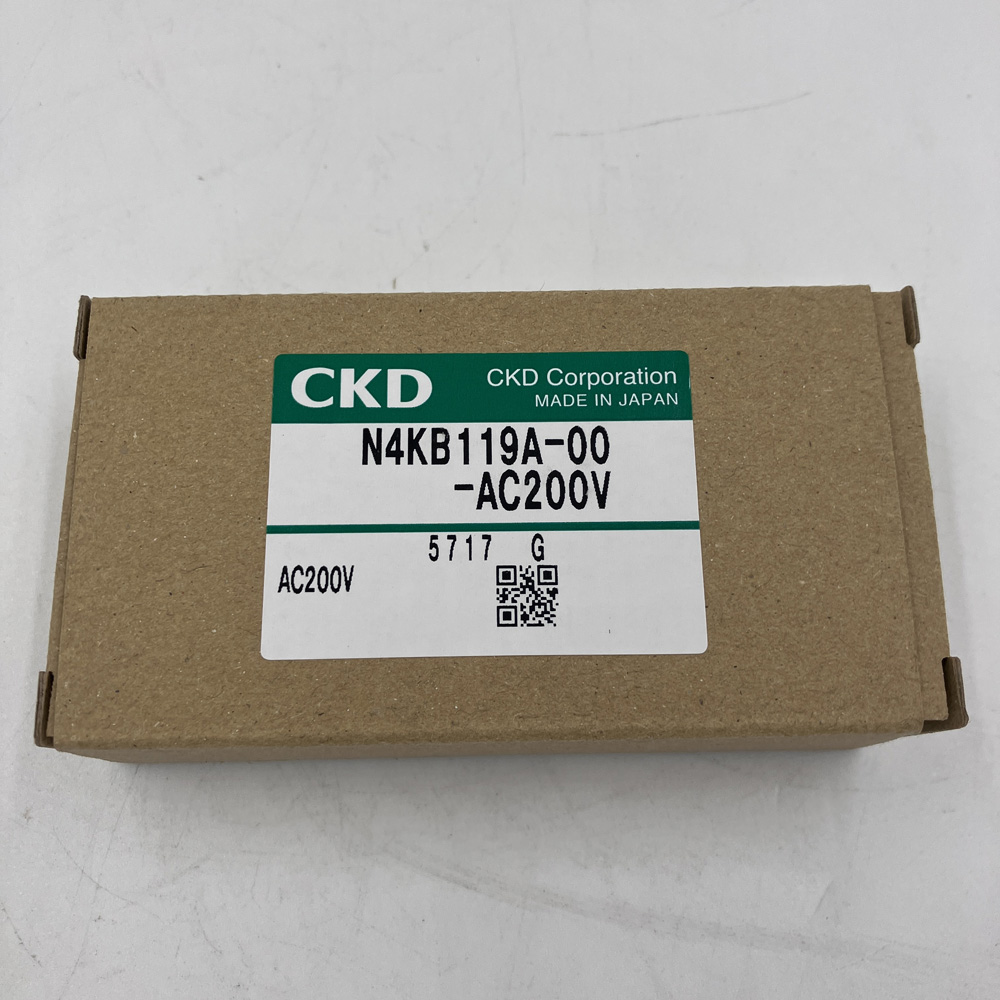 CKD
CKD Corporation
MADE IN JAPAN
N4KB119A-00
-AC200V
5717 G
AC200V